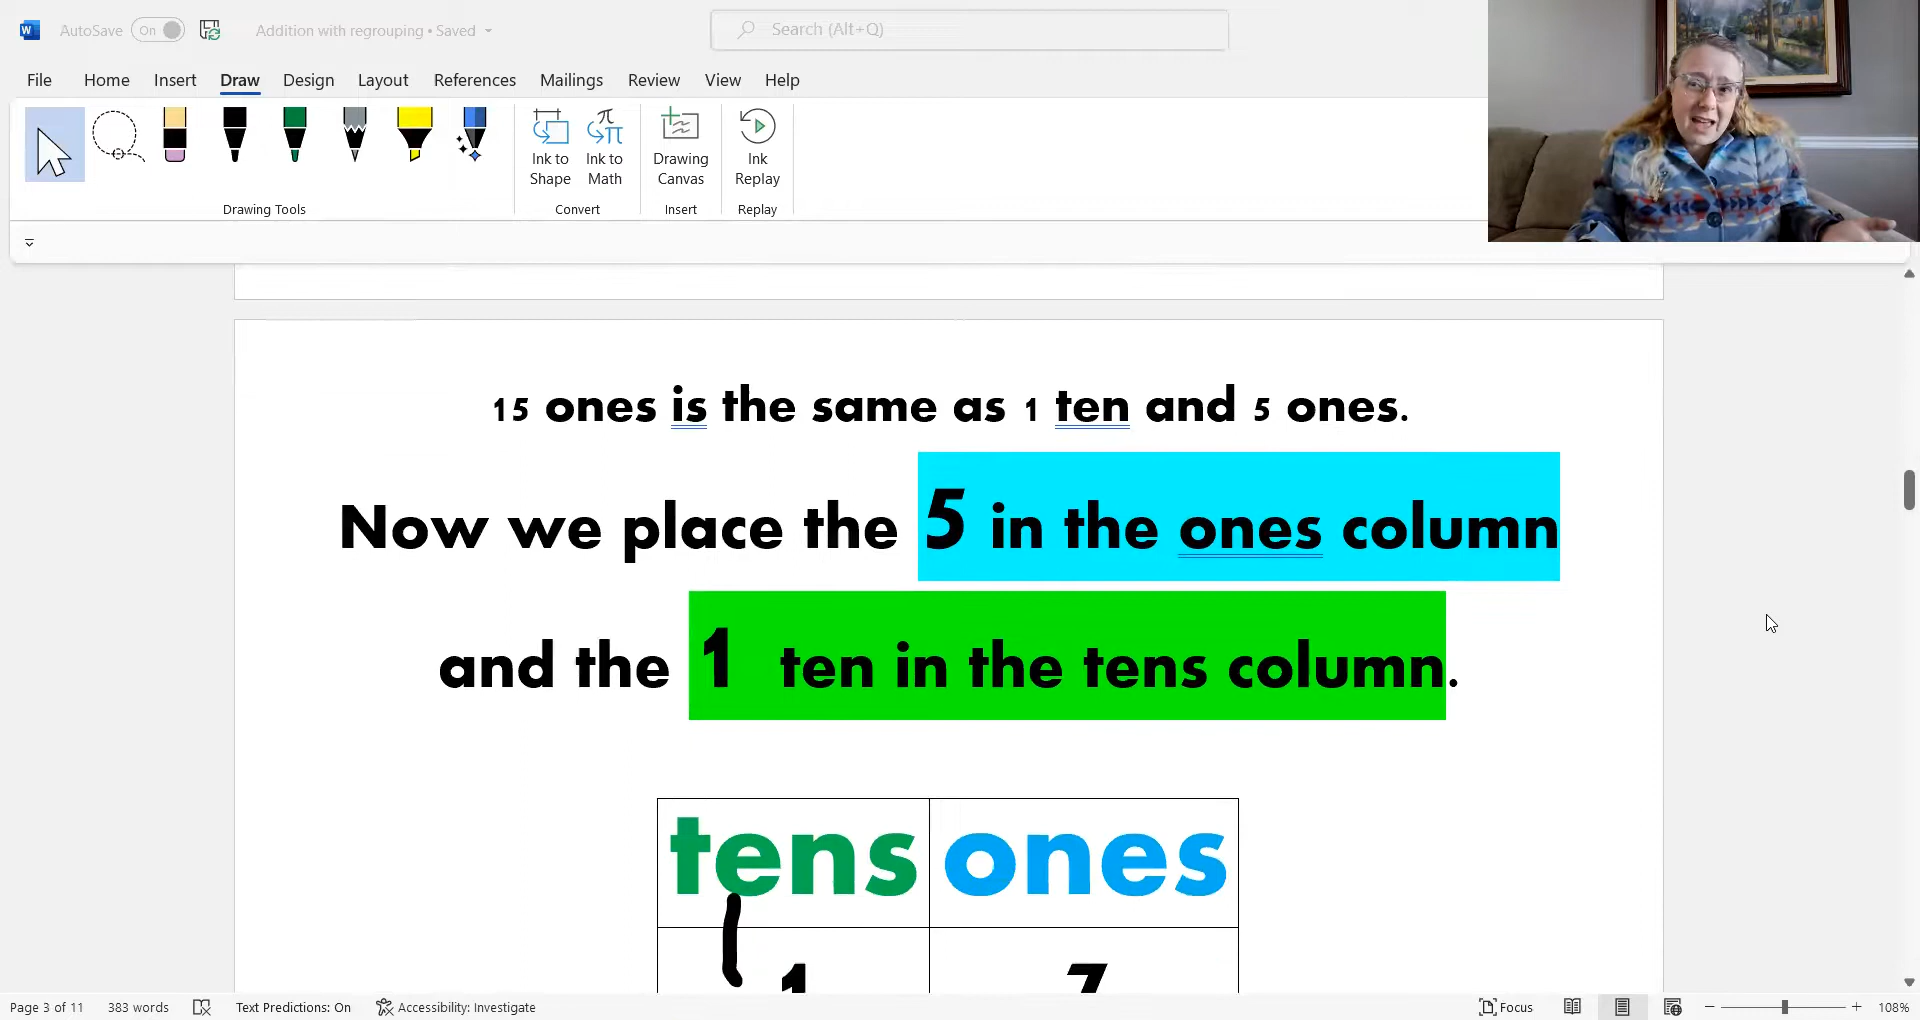 AutoSave On Addition with regrouping • Saved Search (Alt+Q)
File Home Insert Draw Design Layout References Mailings Review View Help
Ink to Shape
Ink to Math
Drawing Canvas
Ink Replay
Drawing Tools Convert Insert Replay
15 ones is the same as 1 ten and 5 ones.
Now we place the 5 in the ones column
and the 1 ten in the tens column.
tens ones
1 7
Page 3 of 11 383 words Text Predictions: On Accessibility: Investigate Focus 108%